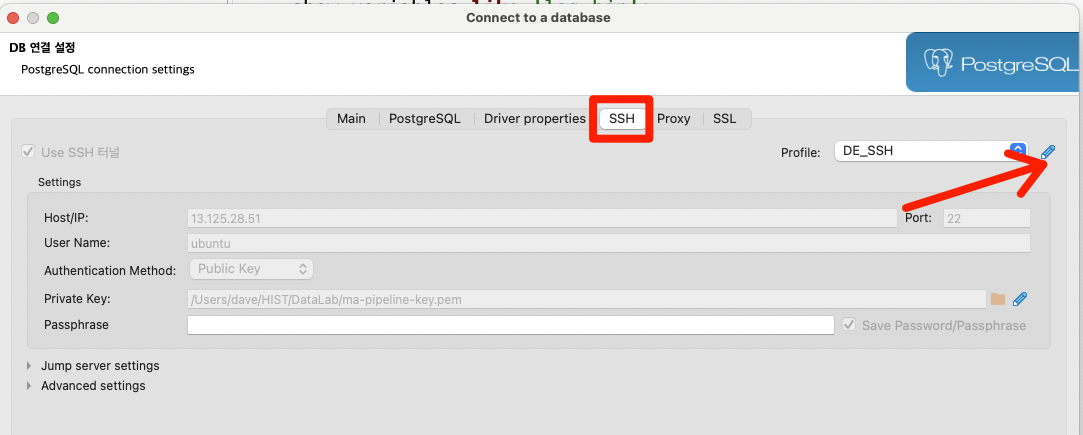 Connect to a database
DB 연결 설정
PostgreSQL connection settings
PostgreSQL
Main PostgreSQL Driver properties SSH Proxy SSL
Use SSH 터널
Profile: DE_SSH
Settings
Host/IP: 13.125.28.51 Port: 22
User Name: ubuntu
Authentication Method: Public Key
Private Key: /Users/dave/HIST/DataLab/ma-pipeline-key.pem
Passphrase Save Password/Passphrase
Jump server settings
Advanced settings